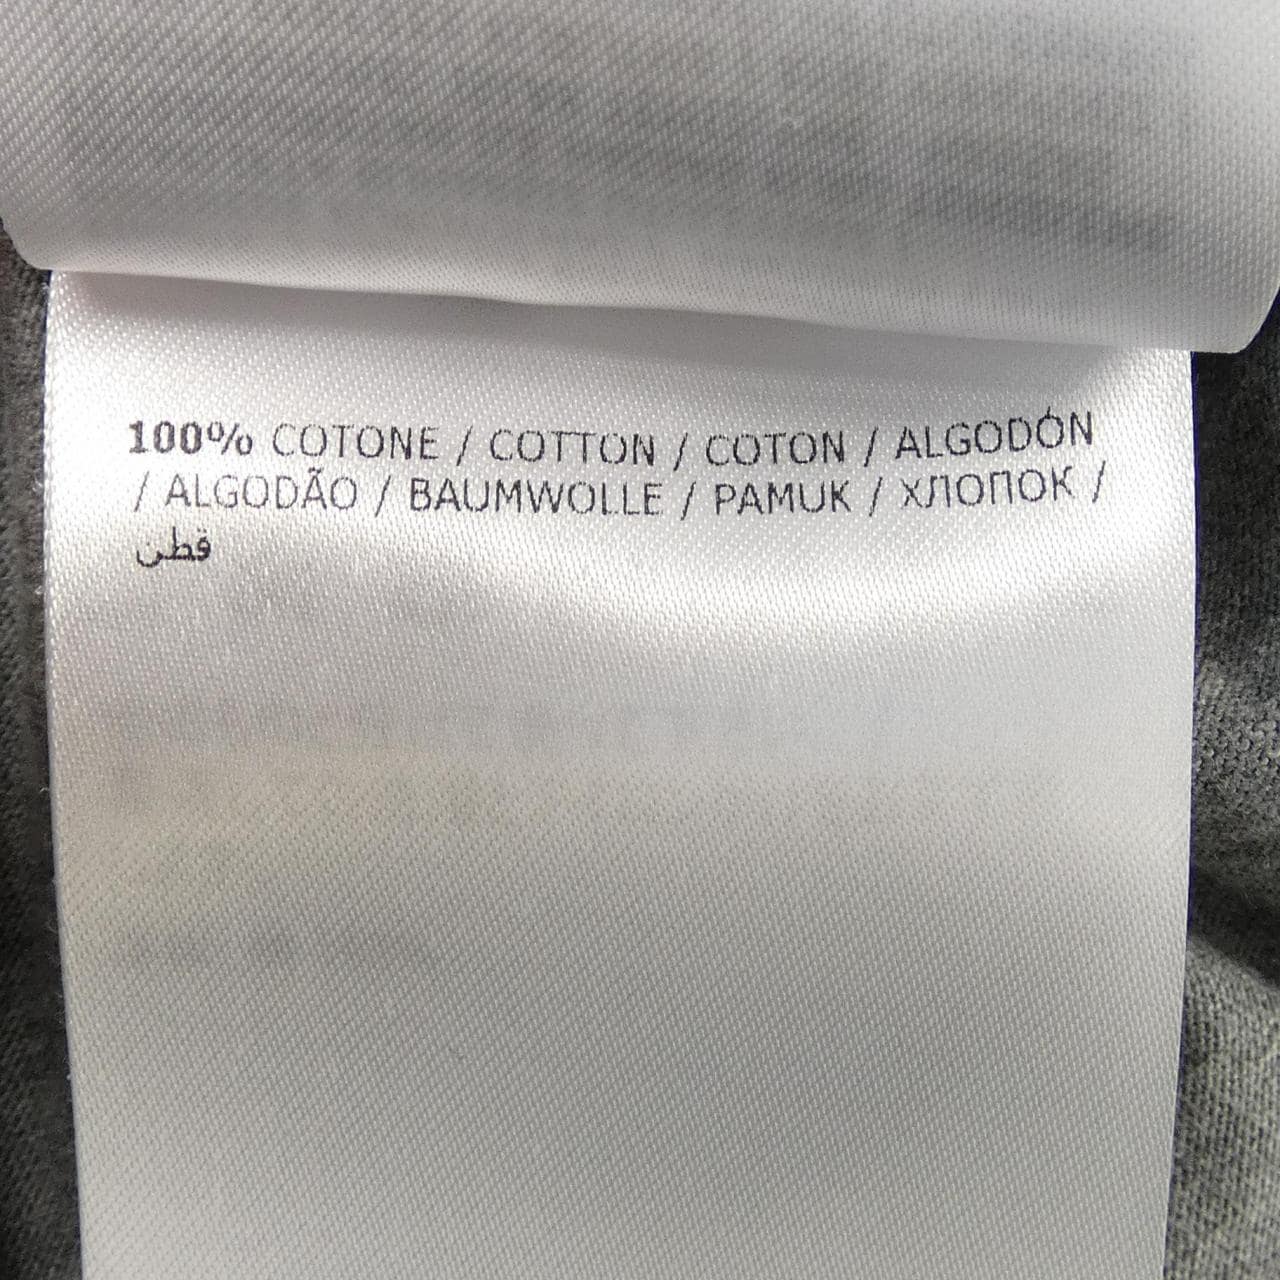 100% COTONE / COTTON / COTON / ALGODÓN
/ ALGODÃO / BAUMWOLLE / PAMUK / ХЛОПОК /
قطن